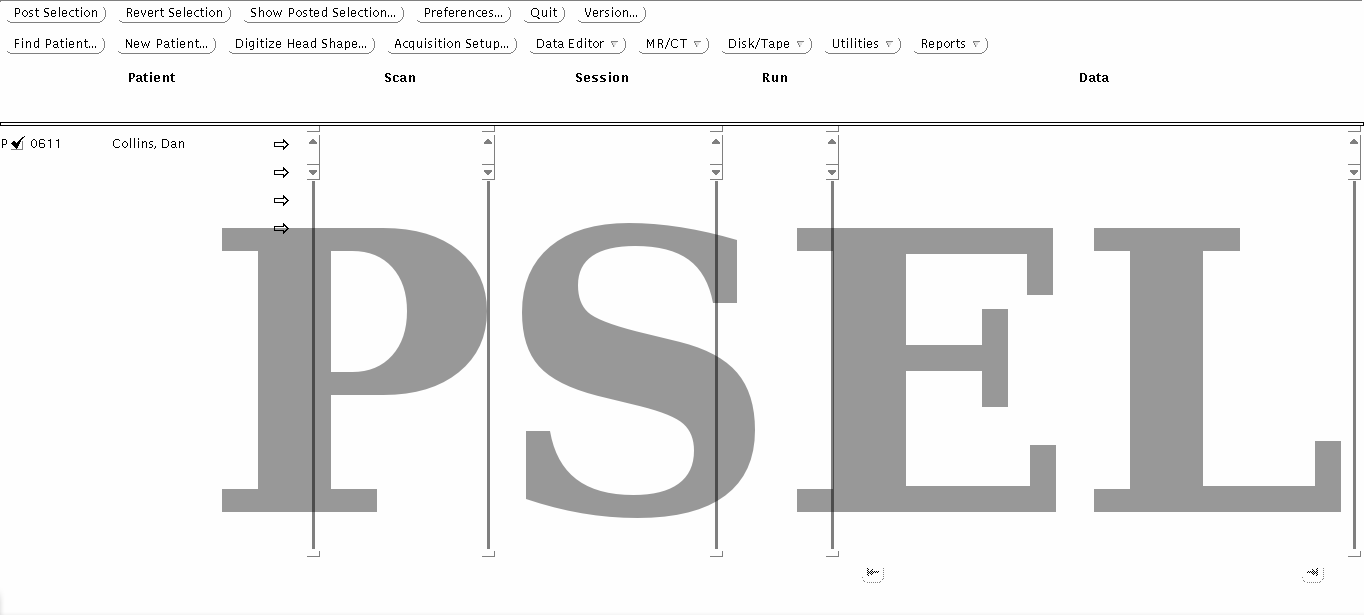 Post Selection Revert Selection Show Posted Selection... Preferences... Quit Version...
Find Patient... New Patient... Digitize Head Shape... Acquisition Setup... Data Editor MR/CT Disk/Tape Utilities Reports
Patient Scan Session Run Data
P 0611 Collins, Dan
PSEL